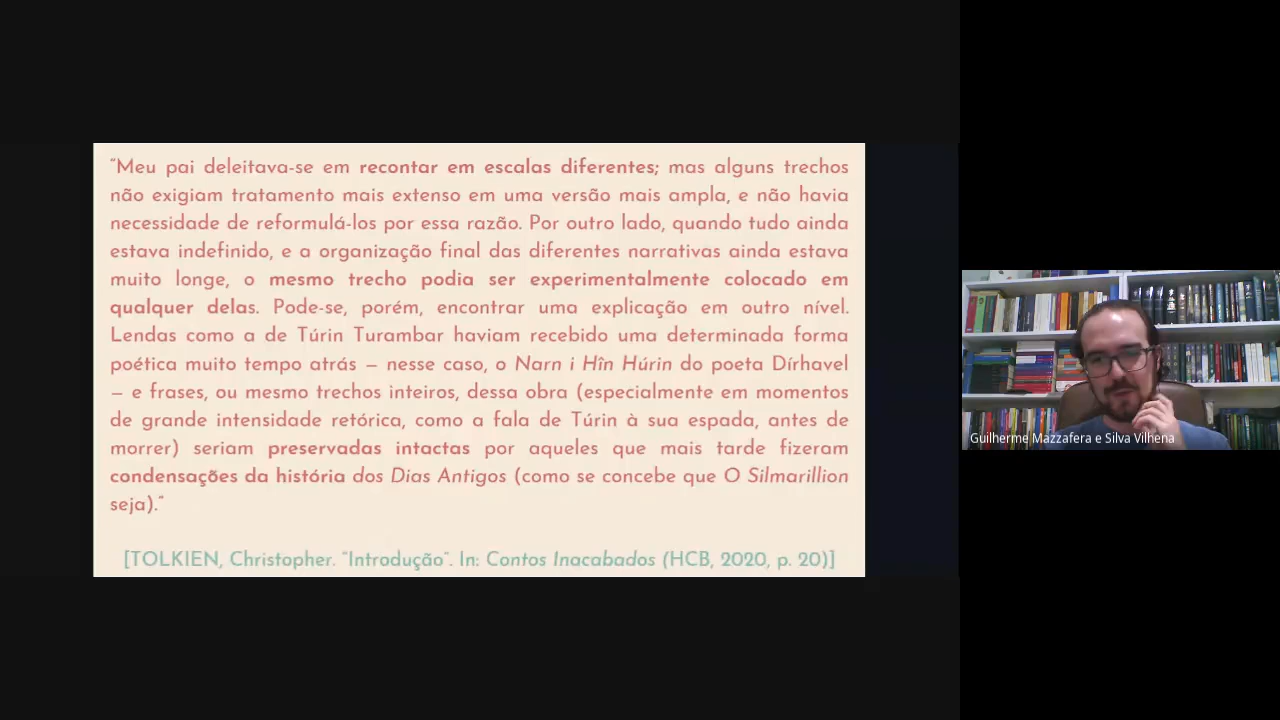 “Meu pai deleitava-se em recontar em escalas diferentes; mas alguns trechos
não exigiam tratamento mais extenso em uma versão mais ampla, e não havia
necessidade de reformulá-los por essa razão. Por outro lado, quando tudo ainda
estava indefinido, e a organização final das diferentes narrativas ainda estava
muito longe, o mesmo trecho podia ser experimentalmente colocado em
qualquer delas. Pode-se, porém, encontrar uma explicação em outro nível.
Lendas como a de Túrin Turambar haviam recebido uma determinada forma
poética muito tempo atrás – nesse caso, o Narn i Hîn Húrin do poeta Dírhavel
– e frases, ou mesmo trechos inteiros, dessa obra (especialmente em momentos
de grande intensidade retórica, como a fala de Túrin à sua espada, antes de
morrer) seriam preservadas intactas por aqueles que mais tarde fizeram
condensações da história dos Dias Antigos (como se concebe que O Silmarillion
seja).”
[TOLKIEN, Christopher. “Introdução”. In: Contos Inacabados (HCB, 2020, p. 20)]
Guilherme Mazzafera e Silva Vilhena